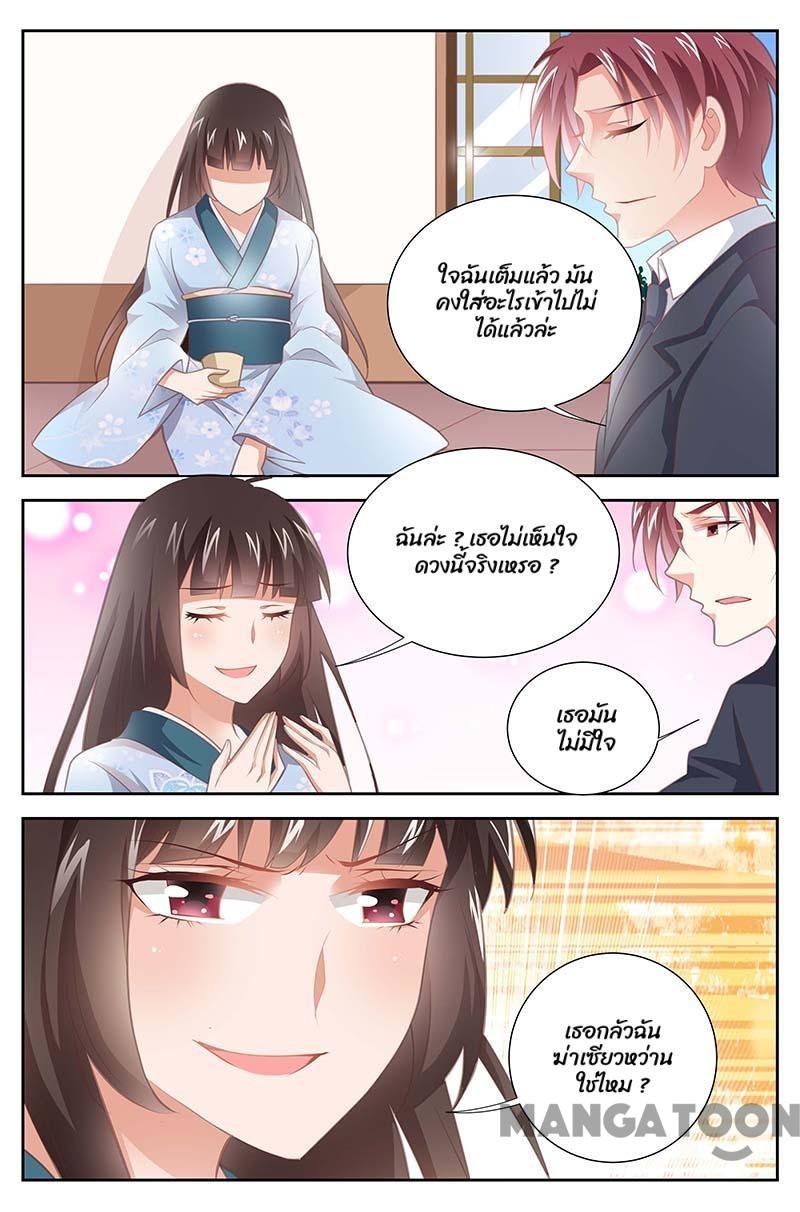 ใจฉันเต็มแล้ว มัน
คงใส่อะไรเข้าไปไม่
ได้แล้วล่ะ
ฉันล่ะ ? เธอไม่เห็นใจ
ดวงนี้จริงเหรอ ?
เธอมัน
ไม่มีใจ
เธอกลัวฉัน
ฆ่าเซียวหว่าน
ใช่ไหม ?
MANGATOON